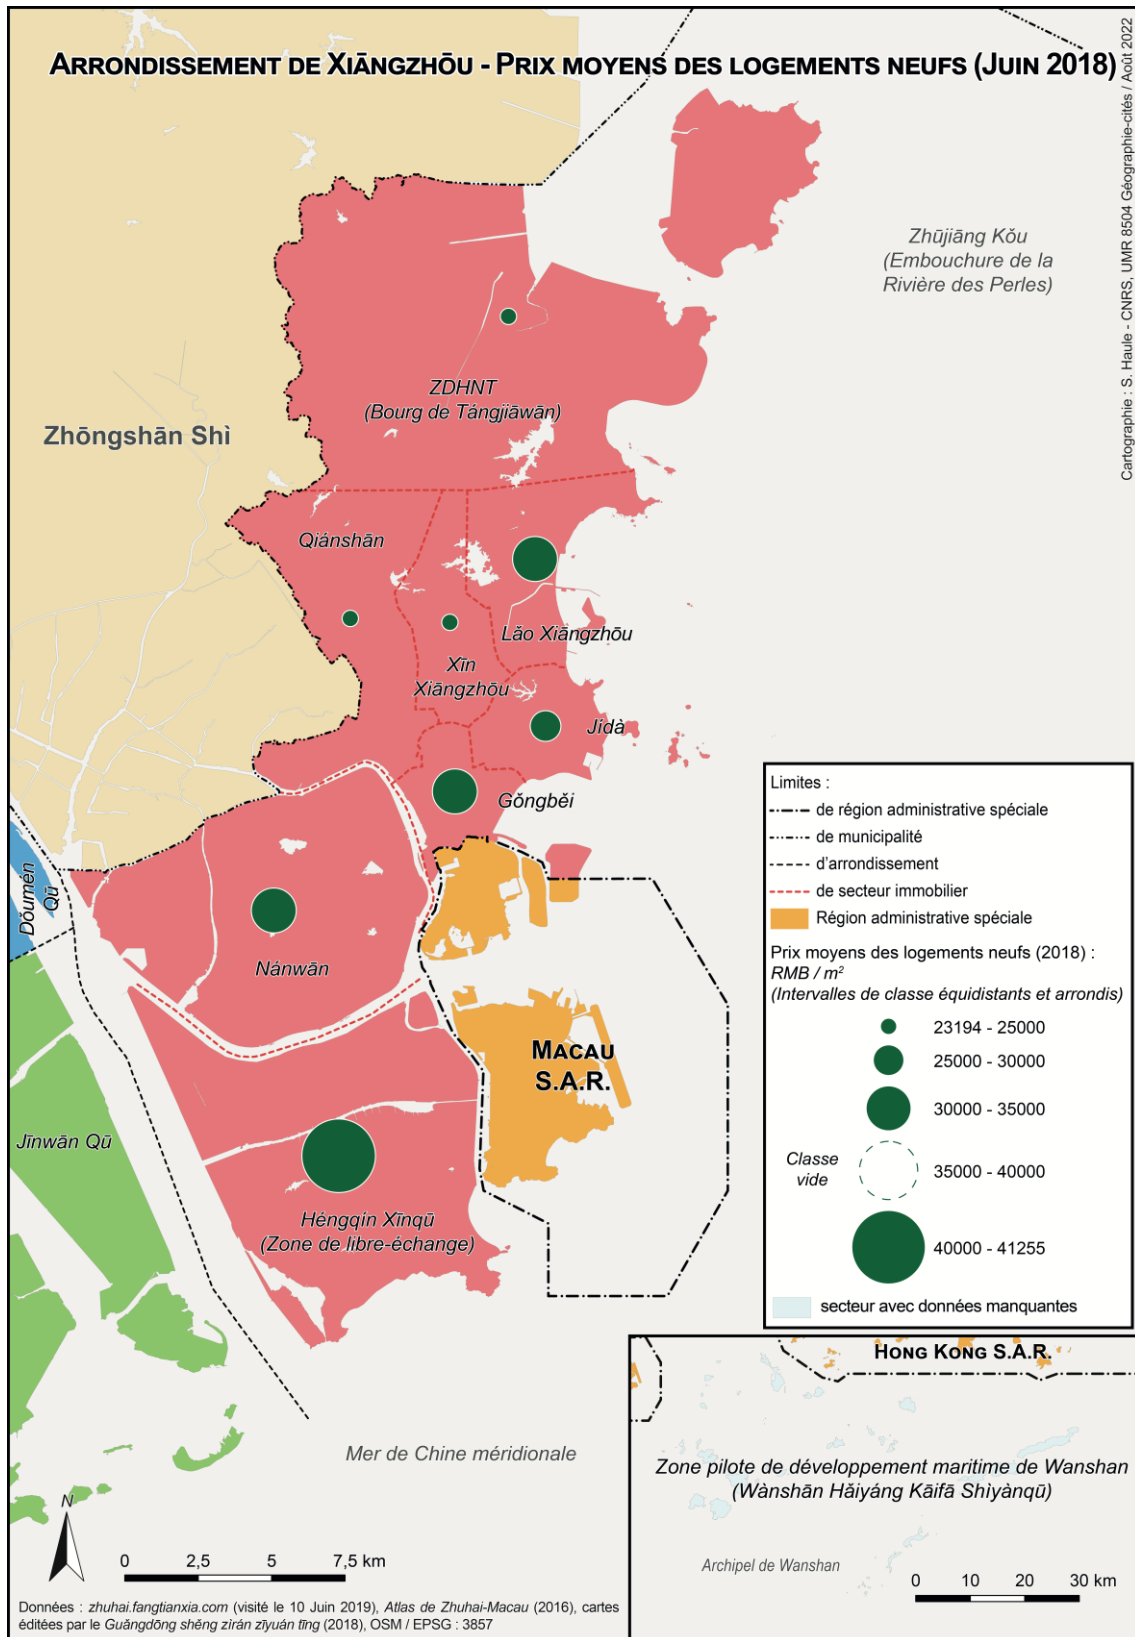 ARRONDISSEMENT DE XIĀNGZHŌU - PRIX MOYENS DES LOGEMENTS NEUFS (JUIN 2018)
Cartographie : S. Haule - CNRS, UMR 8504 Géographie-cités / Août 2022
Zhūjiāng Kǒu
(Embouchure de la
Rivière des Perles)
ZDHNT
(Bourg de Tángjiāwān)
Zhōngshān Shì
Qiánshān
Lǎo Xiāngzhōu
Xīn
Xiāngzhōu
Jídà
Gǒngběi
Dǒumén
Qū
Nánwān
MACAU
S.A.R.
Jīnwān Qū
Héngqín Xīnqū
(Zone de libre-échange)
Limites :
de région administrative spéciale
de municipalité
d'arrondissement
de secteur immobilier
Région administrative spéciale
Prix moyens des logements neufs (2018) :
RMB / m²
(Intervalles de classe équidistants et arrondis)
23194 - 25000
25000 - 30000
30000 - 35000
Classe
vide
35000 - 40000
40000 - 41255
secteur avec données manquantes
HONG KONG S.A.R.
Zone pilote de développement maritime de Wanshan
(Wànshān Hǎiyáng Kāifā Shìyànqū)
Archipel de Wanshan
0 10 20 30 km
Mer de Chine méridionale
N
0 2,5 5 7,5 km
Données : zhuhai.fangtianxia.com (visité le 10 Juin 2019), Atlas de Zhuhai-Macau (2016), cartes
éditées par le Guǎngdōng shěng zìrán zīyuán tīng (2018), OSM / EPSG : 3857